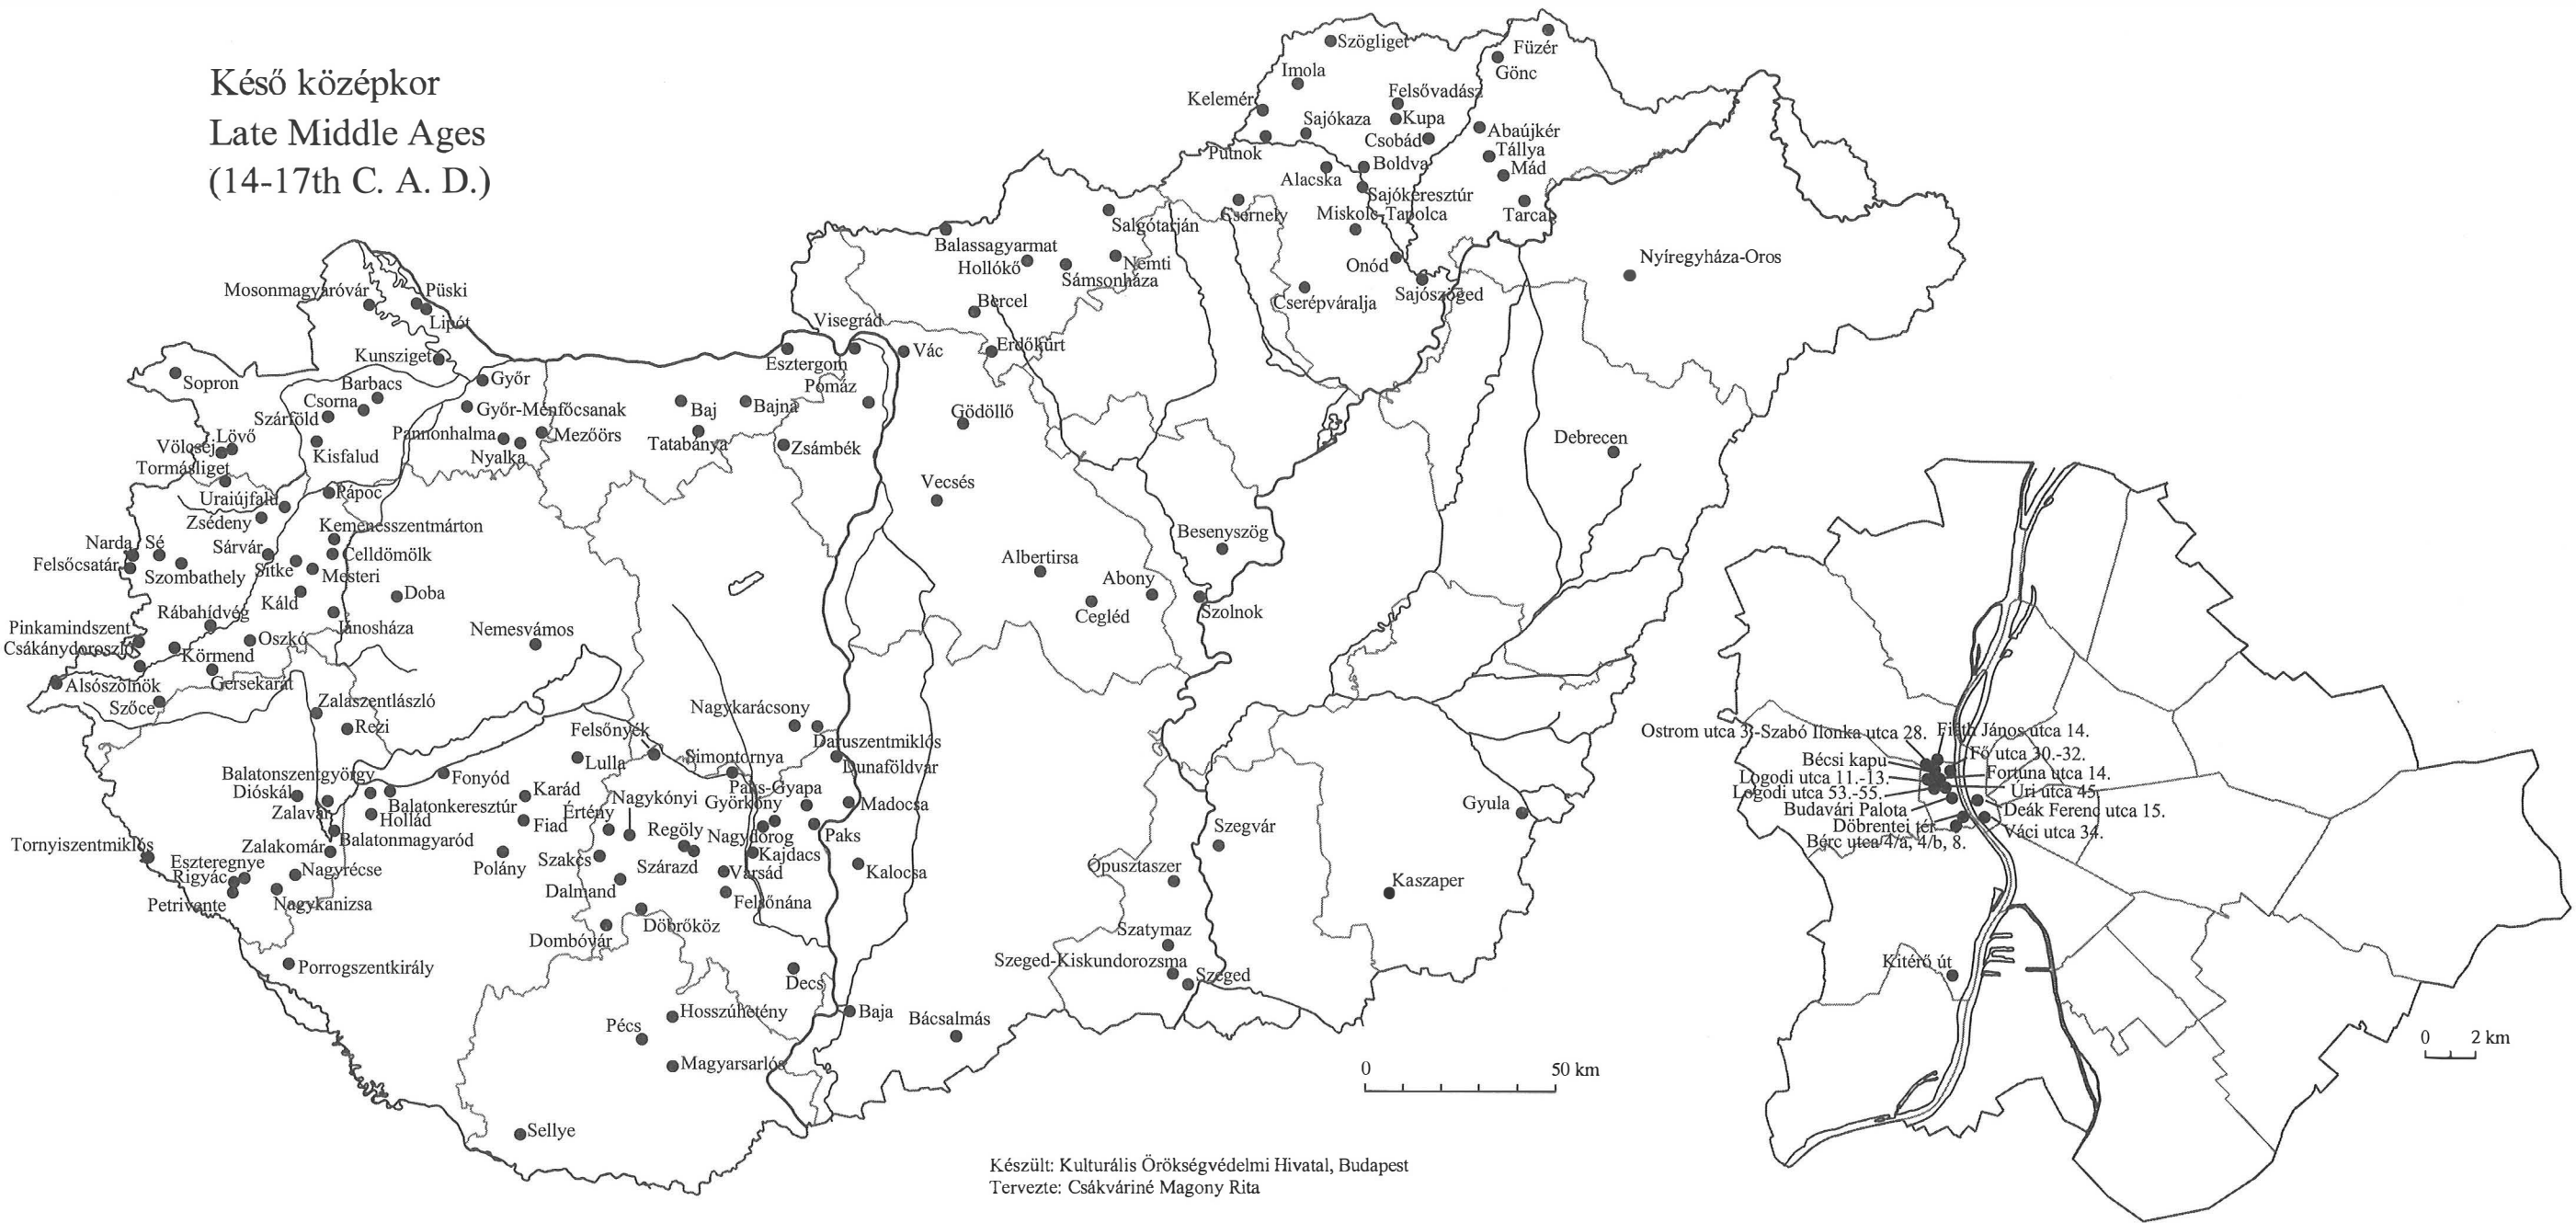 Késő középkor
Late Middle Ages
(14-17th C. A. D.)
Szögliget
Füzér
Gönc
Imola
Kelemér
Felsővadász
Kupa
Sajókaza
Csobád
Abaújkér
Tállya
Mád
Putnok
Boldva
Alacska
Sajókeresztúr
Miskolc-Tapolca
Tarcal
Csernely
Salgótarján
Balassagyarmat
Hollókő
Nemti
Sámsonháza
Onód
Sajószöged
Cserépváralja
Nyíregyháza-Oros
Bercel
Erdőkürt
Mosonmagyaróvár
Püski
Lipót
Kunsziget
Visegrád
Esztergom
Vác
Pomáz
Sopron
Győr
Barbacs
Csorna
Szárföld
Győr-Ménfőcsanak
Baj
Bajna
Gödöllő
Pannonhalma
Mezőörs
Nyalka
Tatabánya
Zsámbék
Lövő
Völcsej
Tormásliget
Kisfalud
Debrecen
Vecsés
Pápoc
Uraiújfalu
Zsédeny
Kemenesszentmárton
Besenyszög
Narda
Sé
Sárvár
Celldömölk
Felsőcsatár
Szombathely
Sitke
Mesteri
Albertirsa
Abony
Doba
Káld
Rábahídvég
Cegléd
Szolnok
Jánosháza
Pinkamindszent
Csákánydoroszló
Oszkó
Nemesvámos
Körmend
Gersekarát
Alsószölnök
Szőce
Zalaszentlászló
Rezi
Nagykarácsony
Felsőnyék
Daruszentmiklós
Lulla
Simontornya
Dunaföldvár
Balatonszentgyörgy
Fonyód
Dióskál
Karád
Nagykónyi
Pálfa-Gyapa
Györköny
Madocsa
Zalavár
Balatonkeresztúr
Hollád
Értény
Fiad
Regöly
Nagydorog
Paks
Balatonmagyaród
Tornyiszentmiklós
Zalakomár
Szakcs
Kajdacs
Eszteregnye
Rigyác
Nagyrécse
Polány
Szárazd
Varsád
Kalocsa
Petrivente
Nagykanizsa
Dalmand
Felsőnána
Döbrököz
Dombóvár
Porrogszentkirály
Decs
Hosszúhetény
Pécs
Baja
Bácsalmás
Magyarsarlós
Sellye
Gyula
Szegvár
Ópusztaszer
Kaszaper
Szatymaz
Szeged-Kiskundorozsma
Szeged
Ostrom utca 3.-Szabó Ilonka utca 28.
Fiáth János utca 14.
Bécsi kapu
Fő utca 30.-32.
Logodi utca 11.-13.
Fortuna utca 14.
Logodi utca 53.-55.
Úri utca 45.
Budavári Palota
Deák Ferenc utca 15.
Döbrentei tér
Váci utca 34.
Bérc utca 4/a, 4/b, 8.
Kitérő út
0 2 km
0 50 km
Készült: Kulturális Örökségvédelmi Hivatal, Budapest
Tervezte: Csákváriné Magony Rita